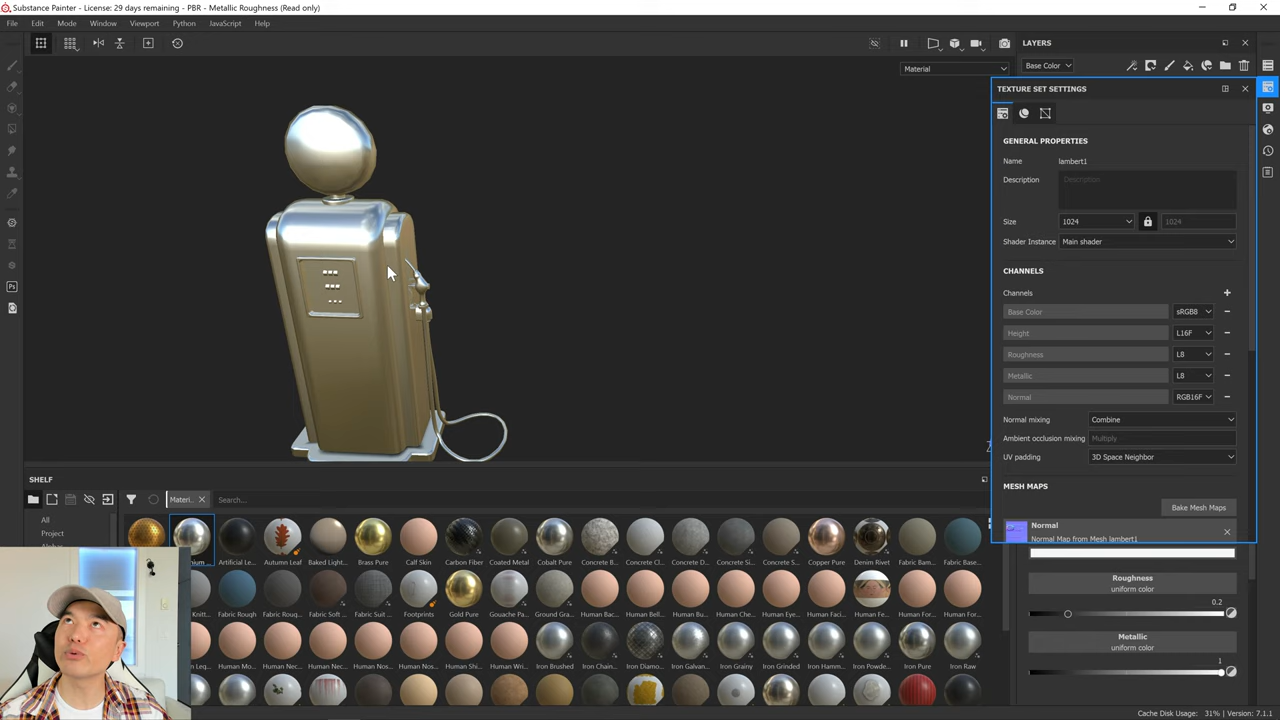 Substance Painter - License: 29 days remaining - PBR - Metallic Roughness (Read only)
File Edit Mode Window Viewport Python JavaScript Help
LAYERS
Material
Base Color
TEXTURE SET SETTINGS
GENERAL PROPERTIES
Name lambert1
Description Description
Size 1024 1024
Shader Instance Main shader
CHANNELS
Channels
Base Color sRGB8
Height L16F
Roughness L8
Metallic L8
Normal RGB16F
Normal mixing Combine
Ambient occlusion mixing Multiply
UV padding 3D Space Neighbor
MESH MAPS
Bake Mesh Maps
Normal
Normal Map from Mesh lambert1
Roughness
uniform color
0.2
Metallic
uniform color
1
SHELF
Materi... Search...
All
Project
Artificial Le... Autumn Leaf Baked Light... Brass Pure Calf Skin Carbon Fiber Coated Metal Cobalt Pure Concrete B... Concrete Cl... Concrete D... Concrete S... Copper Pure Denim Rivet Fabric Bam... Fabric Base...
Fabric Rough Fabric Roug... Fabric Soft ... Fabric Suit ... Footprints Gold Pure Gouache Pa... Ground Gra... Human Bac... Human Bell... Human Bu... Human Che... Human Eye... Human Faci... Human For... Human For...
Human Mo... Human Nec... Human Nec... Human Nos... Human Nos... Human Shi... Human Wri... Iron Brushed Iron Chain... Iron Diamo... Iron Galvan... Iron Grainy Iron Grinded Iron Hamm... Iron Powde... Iron Pure Iron Raw
Cache Disk Usage: 31% | Version: 7.1.1